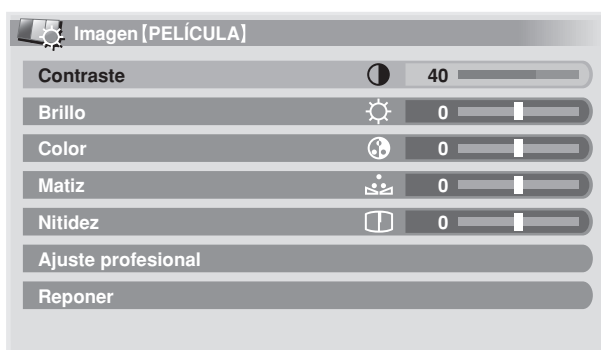 Imagen [PELÍCULA]
Contraste 40
Brillo 0
Color 0
Matiz 0
Nitidez 0
Ajuste profesional
Reponer